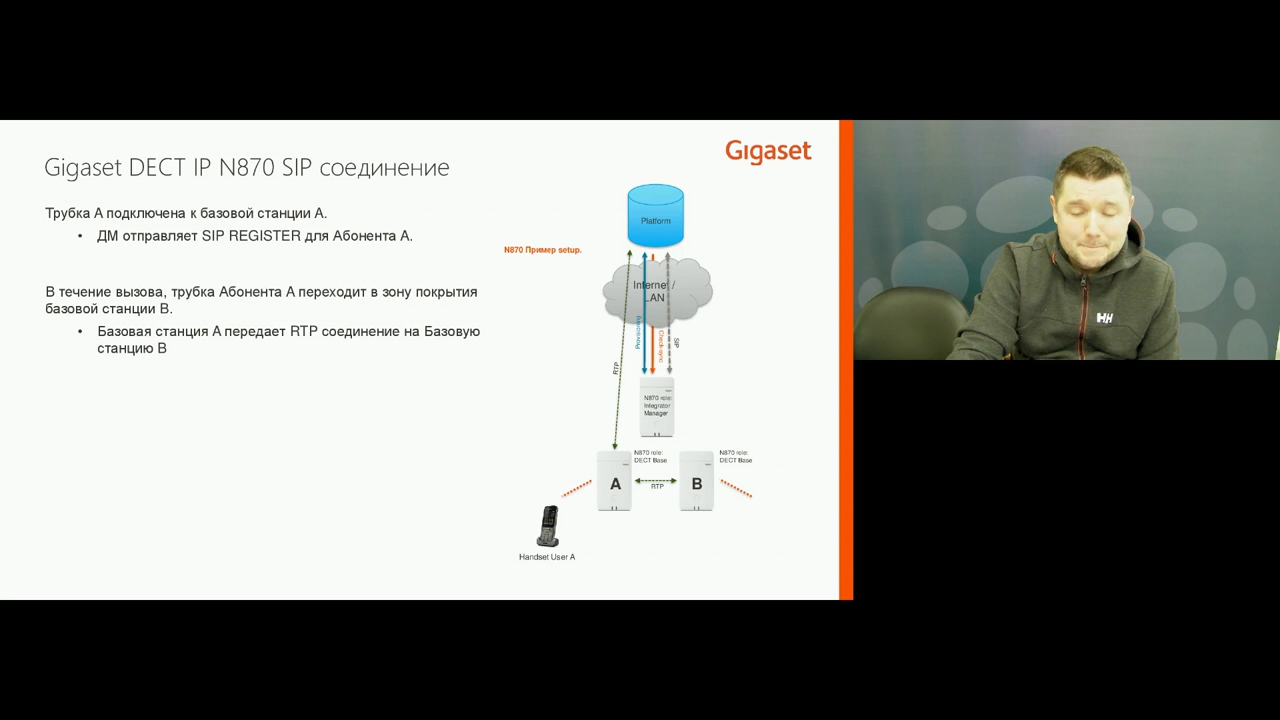 Gigaset DECT IP N870 SIP соединение
Gigaset
Трубка A подключена к базовой станции A.
• ДМ отправляет SIP REGISTER для Абонента A.
В течение вызова, трубка Абонента A переходит в зону покрытия
базовой станции B.
• Базовая станция A передает RTP соединение на Базовую
станцию B
Platform
N870 Пример setup.
Internet /
LAN
Provisioning
Check-sync
SIP
RTP
N870 role:
Integrator
Manager
N870 role:
DECT Base
N870 role:
DECT Base
A
RTP
B
Handset User A
HH